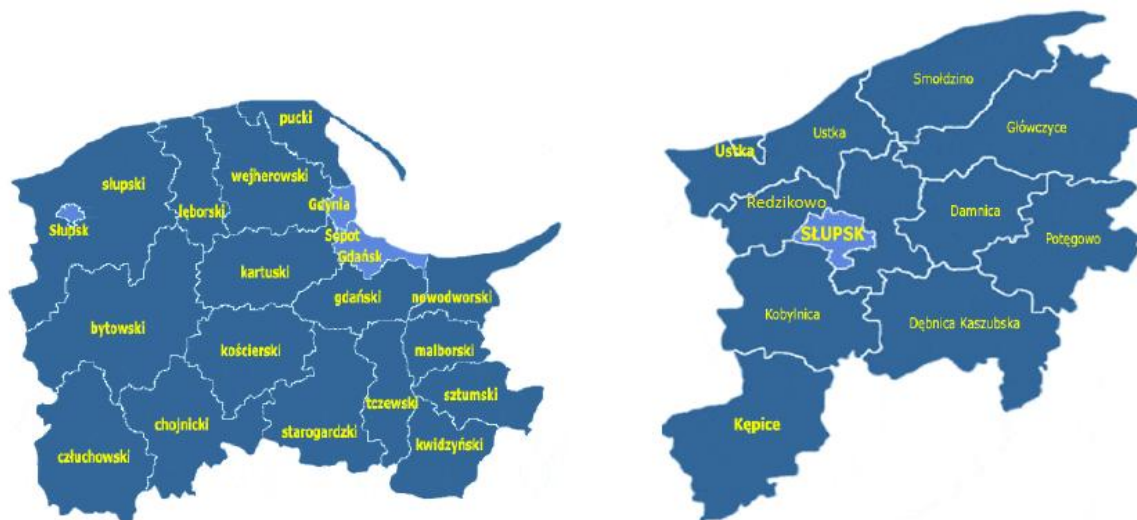 pucki
wejherowski
słupski
lęborski
Gdynia
Słupsk
Sopot
Gdańsk
kartuski
gdański
nowodworski
bytowski
kościerski
malborski
sztumski
tczewski
chojnicki
starogardzki
kwidzyński
człuchowski
Smołdzino
Ustka
Główczyce
Ustka
Redzikowo
Damnica
SŁUPSK
Potęgowo
Kobylnica
Dębnica Kaszubska
Kępice